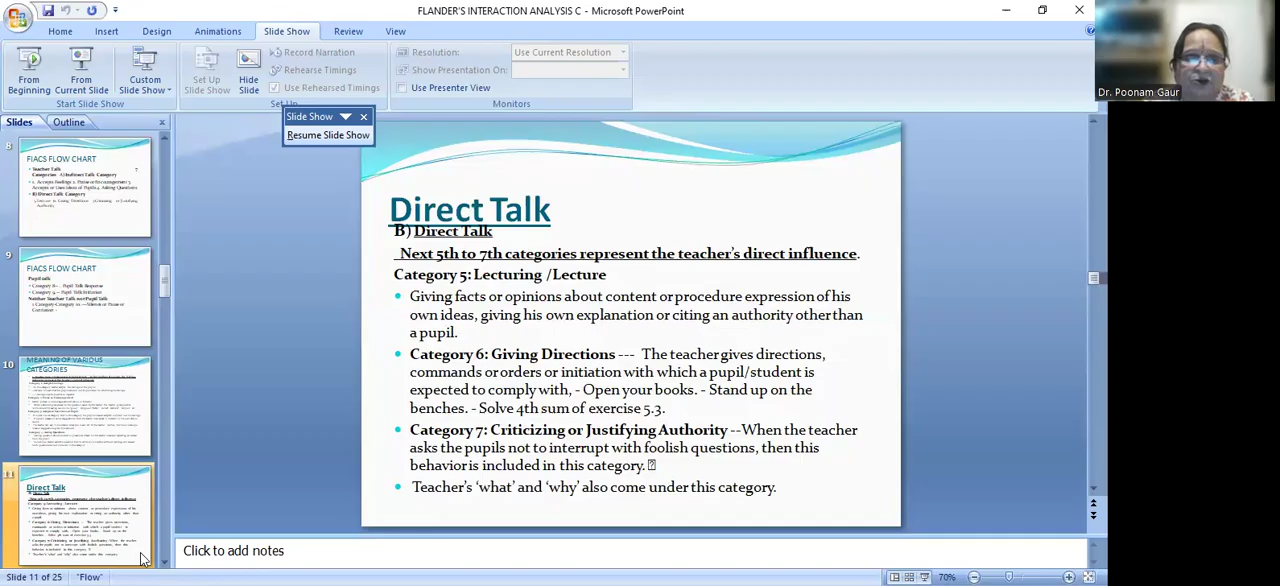 FLANDER'S INTERACTION ANALYSIS C - Microsoft PowerPoint
Home Insert Design Animations Slide Show Review View
From Beginning
From Current Slide
Custom Slide Show
Start Slide Show
Set Up Slide Show
Hide Slide
Record Narration
Rehearse Timings
Use Rehearsed Timings
Set Up
Resolution: Use Current Resolution
Show Presentation On:
Use Presenter View
Monitors
Dr. Poonam Gaur
Slide Show
Resume Slide Show
Slides Outline
8
FIACS FLOW CHART
9
FIACS FLOW CHART
10
MEANING OF VARIOUS
CATEGORIES
11
Direct Talk
Direct Talk
B) Direct Talk
Next 5th to 7th categories represent the teacher's direct influence.
Category 5: Lecturing /Lecture
• Giving facts or opinions about content or procedure expression of his
own ideas, giving his own explanation or citing an authority other than
a pupil.
• Category 6: Giving Directions --- The teacher gives directions,
commands or orders or initiation with which a pupil/student is
expected to comply with, - Open your books. - Stand up on the
benches. - Solve 4th sum of exercise 5.3.
• Category 7: Criticizing or Justifying Authority --When the teacher
asks the pupils not to interrupt with foolish questions, then this
behavior is included in this category.
• Teacher's 'what' and 'why' also come under this category.
Click to add notes
Slide 11 of 25 "Flow" 70%